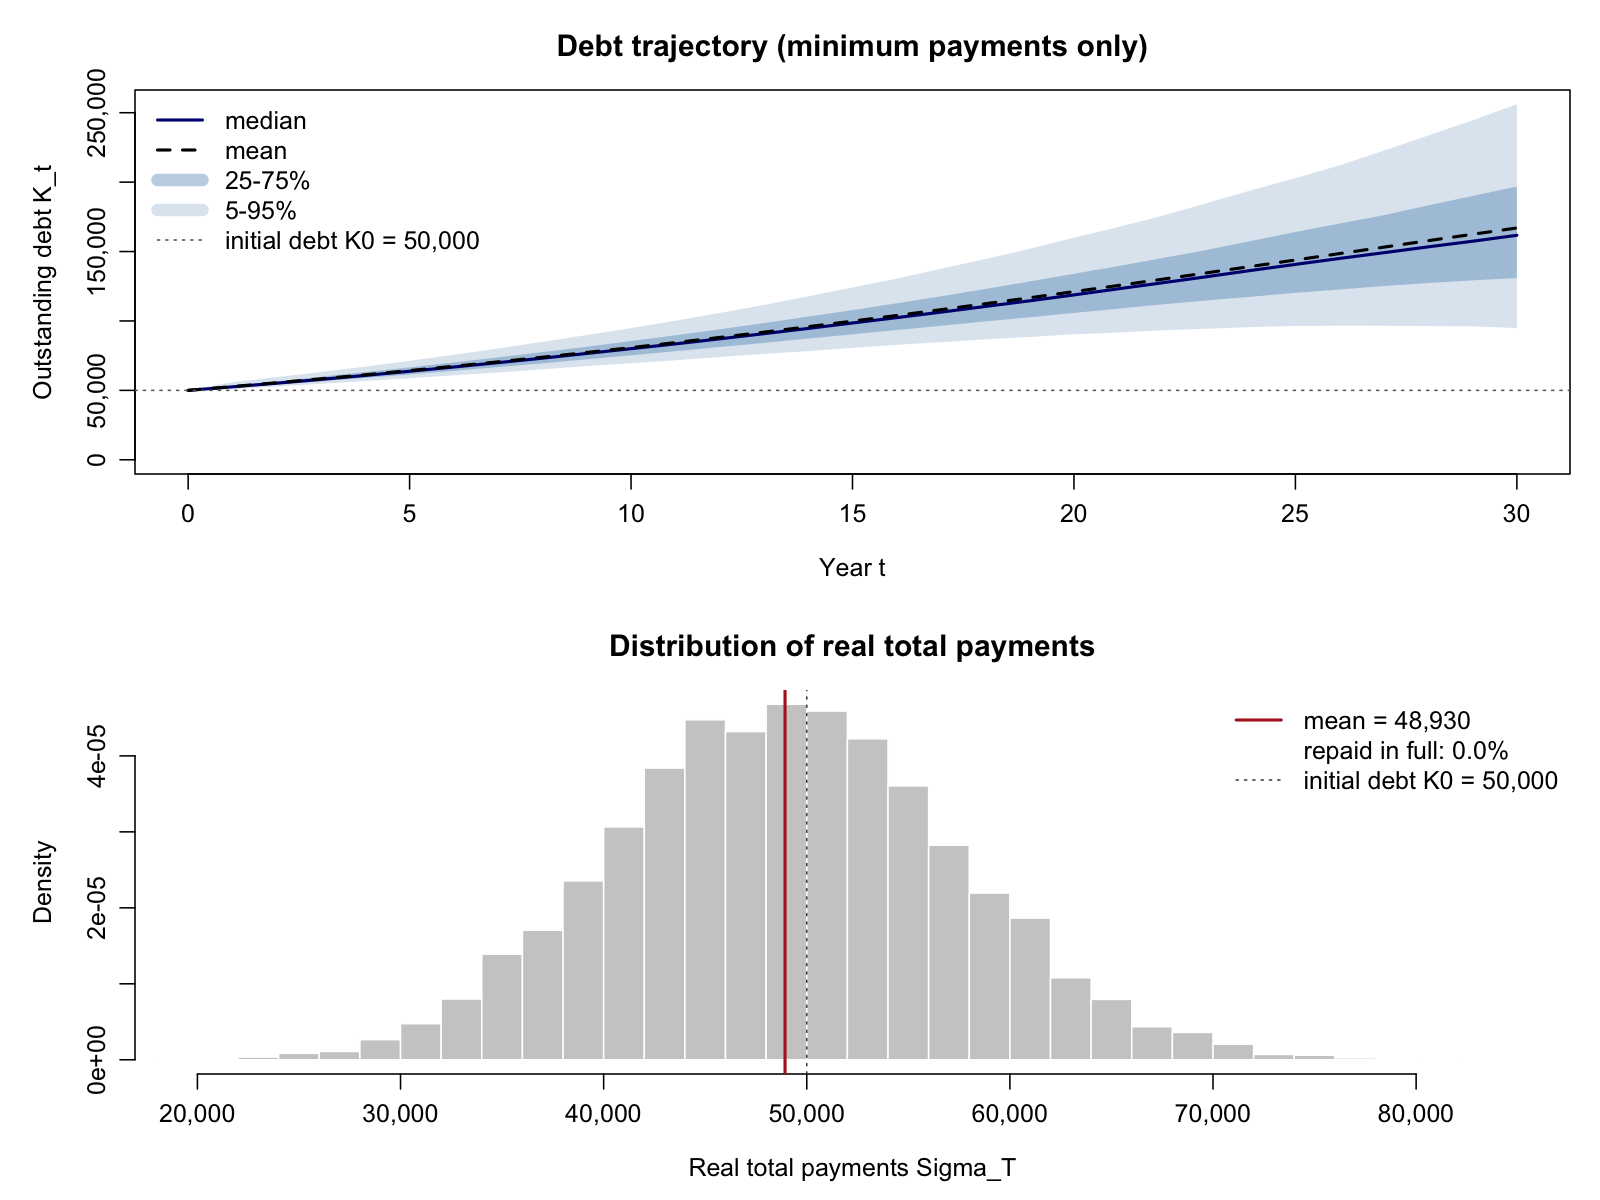 Debt trajectory (minimum payments only)
Outstanding debt K_t
250,000
150,000
50,000
0
median
mean
25-75%
5-95%
initial debt K0 = 50,000
0 5 10 15 20 25 30
Year t
Distribution of real total payments
Density
4e-05
2e-05
0e+00
mean = 48,930
repaid in full: 0.0%
initial debt K0 = 50,000
20,000 30,000 40,000 50,000 60,000 70,000 80,000
Real total payments Sigma_T